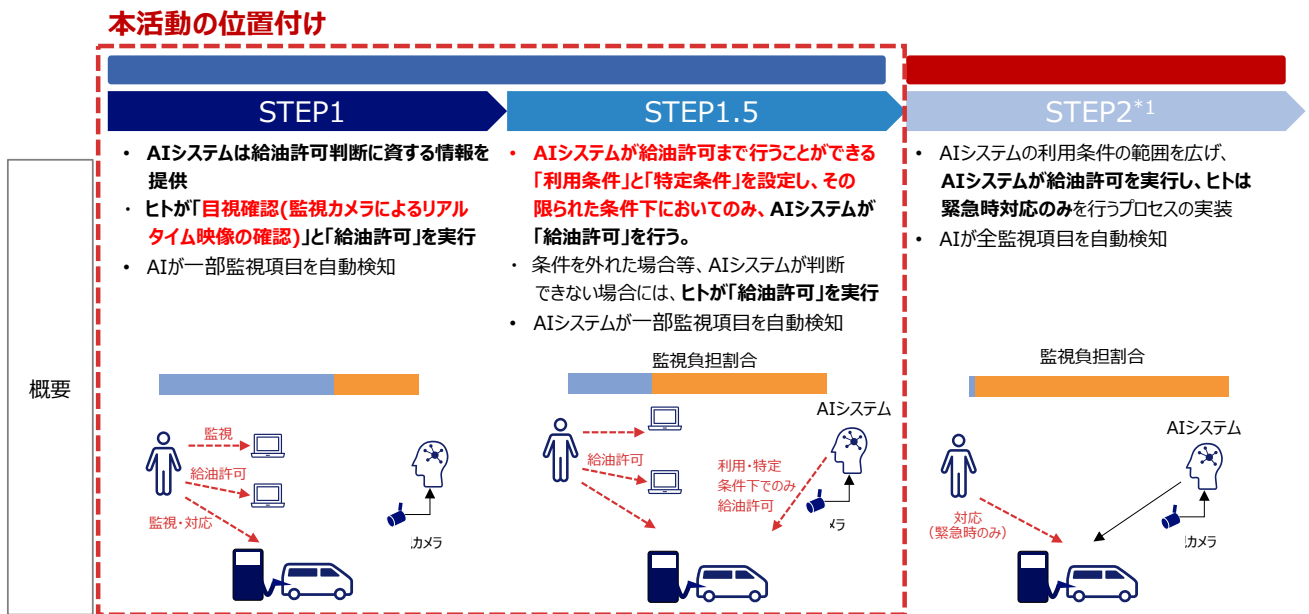 本活動の位置付け
STEP1
STEP1.5
STEP2*1
概要
• AIシステムは給油許可判断に資する情報を
提供
・ ヒトが「目視確認(監視カメラによるリアル
タイム映像の確認)」と「給油許可」を実行
• AIが一部監視項目を自動検知
• AIシステムが給油許可まで行うことができる
「利用条件」と「特定条件」を設定し、その
限られた条件下においてのみ、AIシステムが
「給油許可」を行う。
・ 条件を外れた場合等、AIシステムが判断
できない場合には、ヒトが「給油許可」を実行
• AIシステムが一部監視項目を自動検知
• AIシステムの利用条件の範囲を広げ、
AIシステムが給油許可を実行し、ヒトは
緊急時対応のみを行うプロセスの実装
• AIが全監視項目を自動検知
監視
給油許可
監視・対応
カメラ
監視負担割合
AIシステム
給油許可
利用・特定
条件下でのみ
給油許可
メラ
監視負担割合
AIシステム
対応
(緊急時のみ)
カメラ